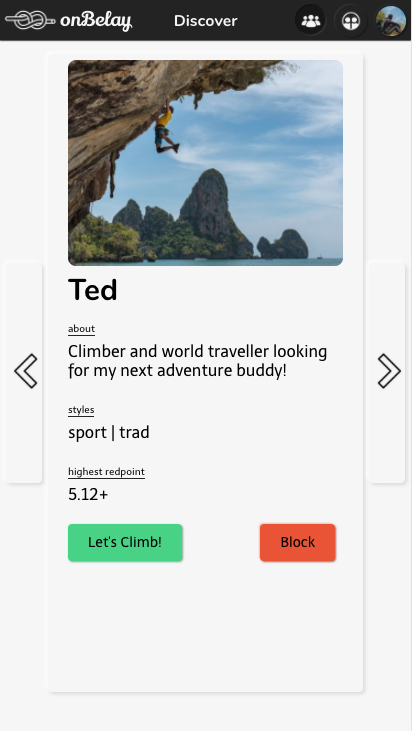 onBelay
Discover
Ted
about
Climber and world traveller looking
for my next adventure buddy!
styles
sport | trad
highest redpoint
5.12+
Let's Climb!
Block